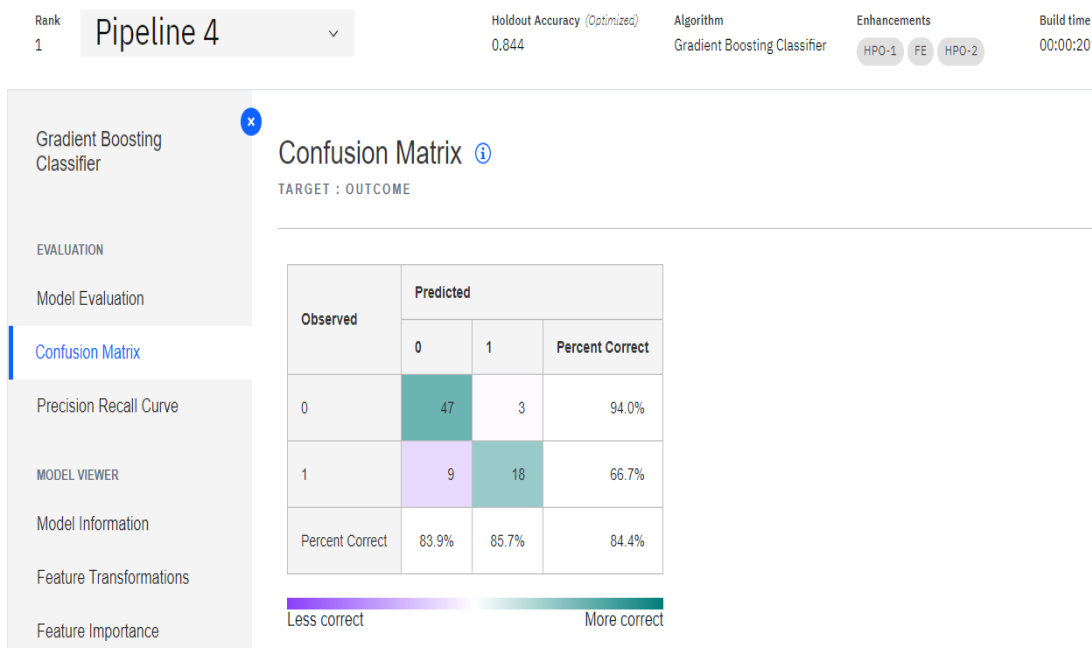 Rank
1
Pipeline 4
Holdout Accuracy (Optimized)
0.844
Algorithm
Gradient Boosting Classifier
Enhancements
HPO-1 FE HPO-2
Build time
00:00:20
Gradient Boosting
Classifier
EVALUATION
Model Evaluation
Confusion Matrix
Precision Recall Curve
MODEL VIEWER
Model Information
Feature Transformations
Feature Importance
Confusion Matrix
TARGET : OUTCOME
Observed
Predicted
0 1 Percent Correct
0 47 3 94.0%
1 9 18 66.7%
Percent Correct 83.9% 85.7% 84.4%
Less correct More correct